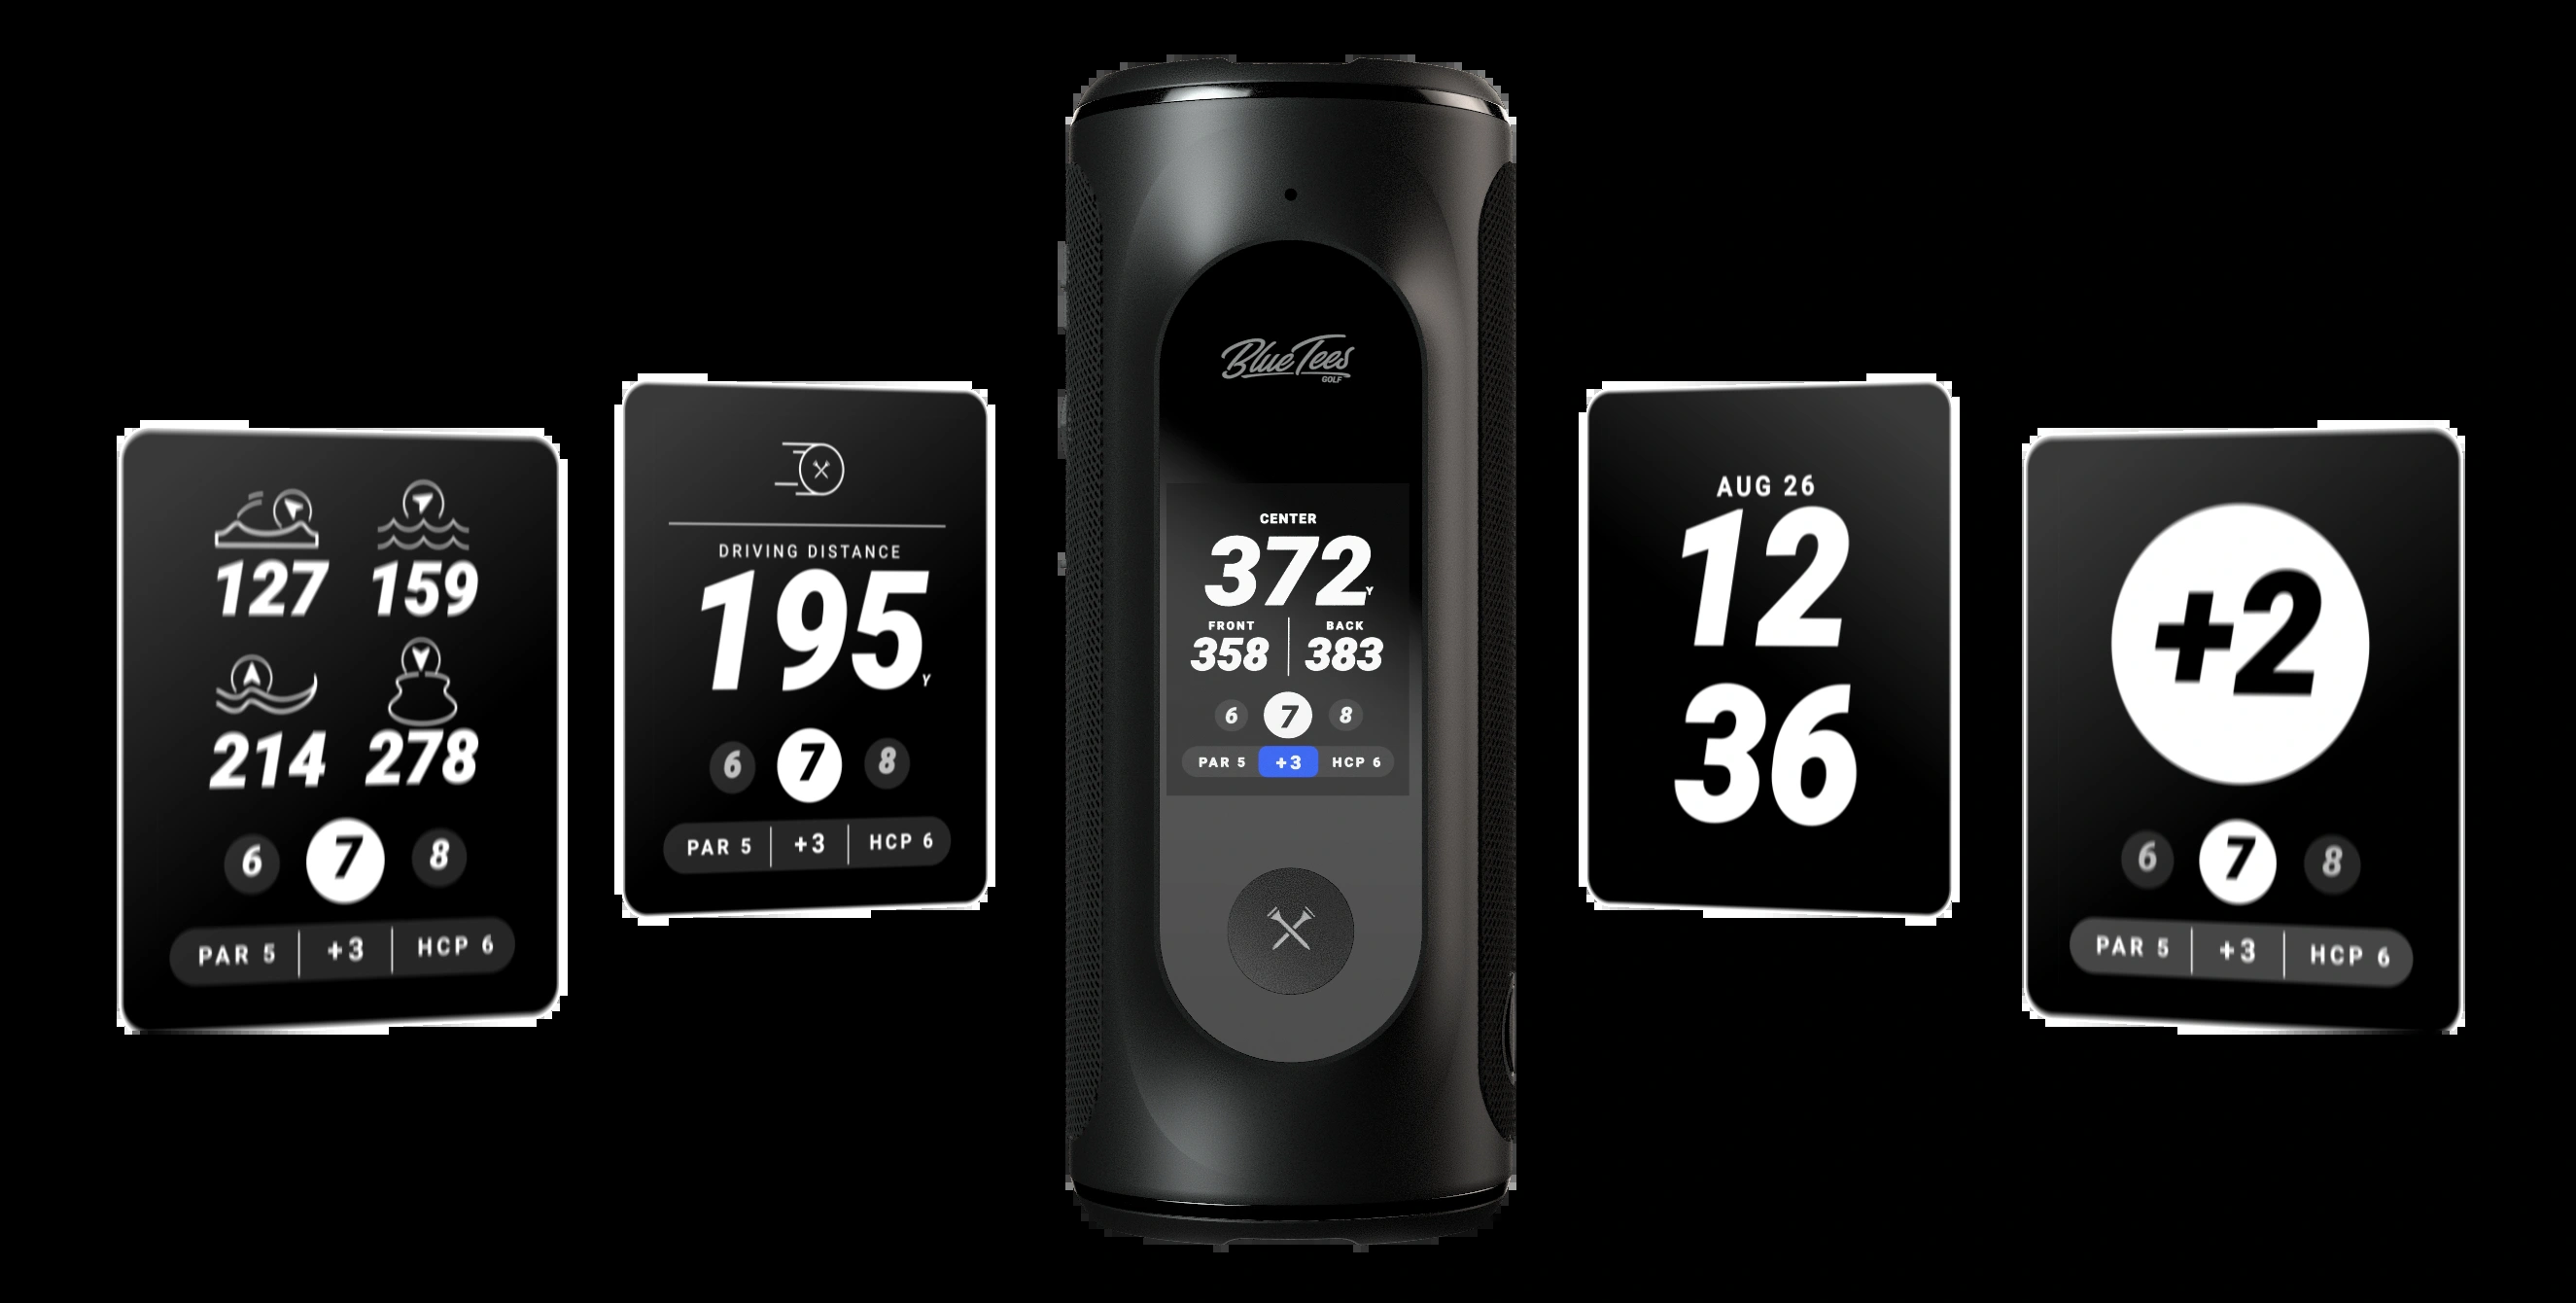 127 159
214 278
6 7 8
PAR 5 +3 HCP 6
DRIVING DISTANCE
195Y
6 7 8
PAR 5 +3 HCP 6
Blue Tees
GOLF
CENTER
372Y
FRONT BACK
358 383
6 7 8
PAR 5 +3 HCP 6
AUG 26
12
36
+2
6 7 8
PAR 5 +3 HCP 6